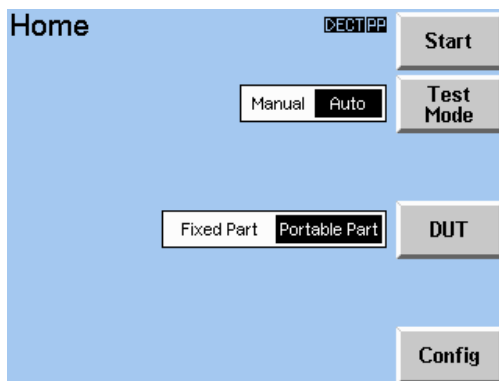 Home
DECT PP
Start
Manual Auto
Test
Mode
Fixed Part Portable Part
DUT
Config